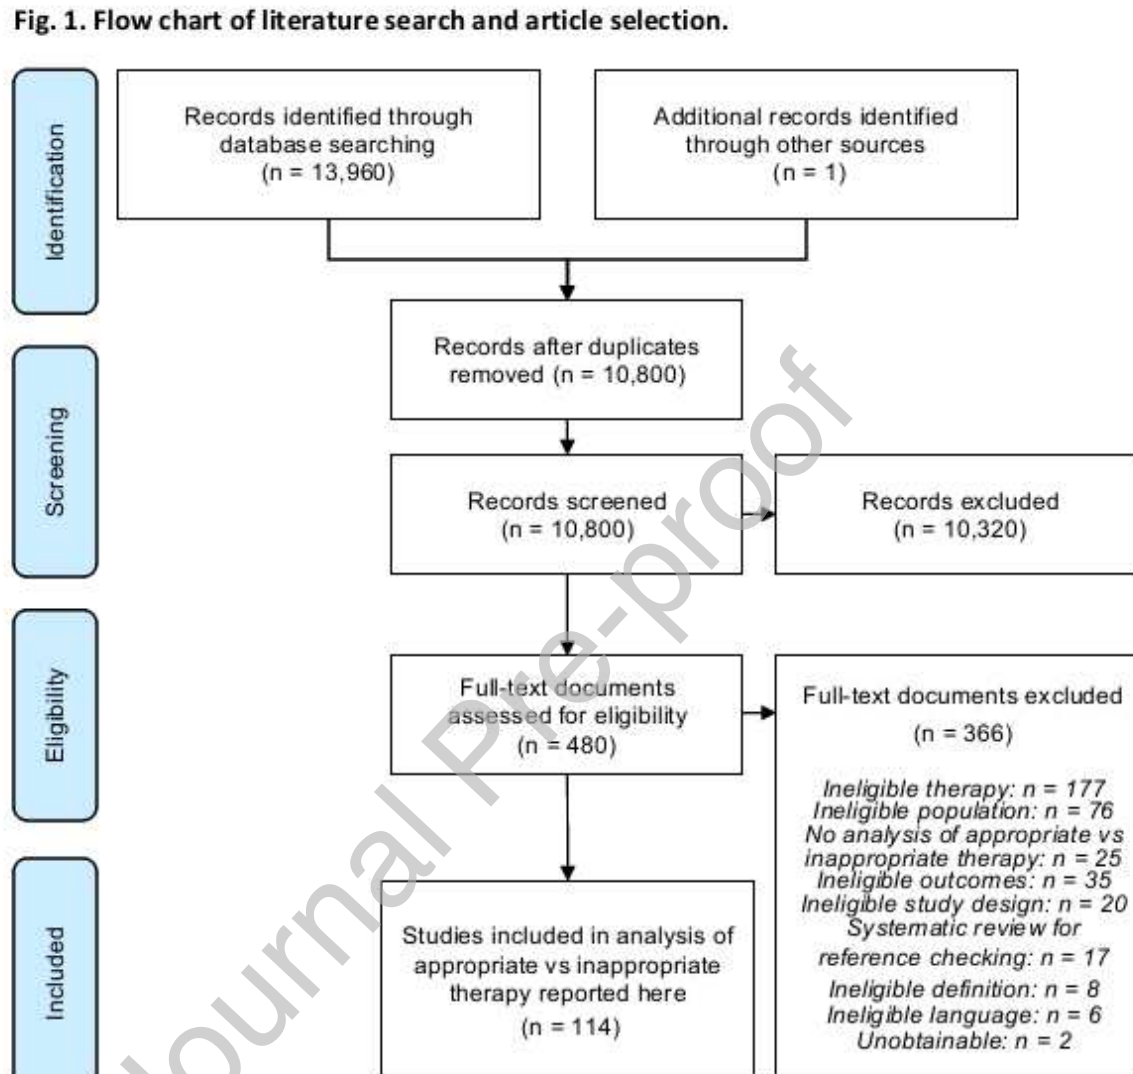 Fig. 1. Flow chart of literature search and article selection.
Identification
Records identified through
database searching
(n = 13,960)
Additional records identified
through other sources
(n = 1)
Screening
Records after duplicates
removed (n = 10,800)
Records screened
(n = 10,800)
Records excluded
(n = 10,320)
Eligibility
Full-text documents
assessed for eligibility
(n = 480)
Full-text documents excluded
(n = 366)
Ineligible therapy: n = 177
Ineligible population: n = 76
No analysis of appropriate vs
inappropriate therapy: n = 25
Ineligible outcomes: n = 35
Ineligible study design: n = 20
Systematic review for
reference checking: n = 17
Ineligible definition: n = 8
Ineligible language: n = 6
Unobtainable: n = 2
Included
Studies included in analysis of
appropriate vs inappropriate
therapy reported here
(n = 114)
Journal Pre-proof